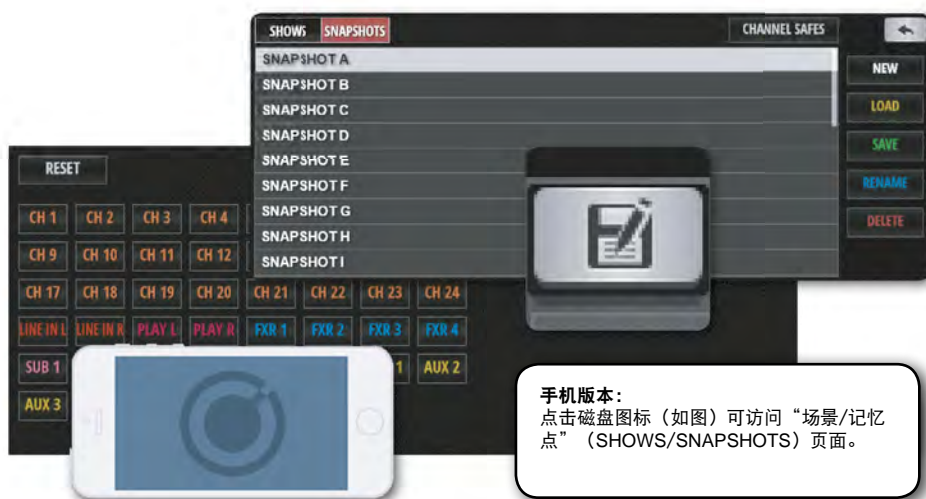 SHOWS SNAPSHOTS CHANNEL SAFES
SNAPSHOT A
NEW
SNAPSHOT B
SNAPSHOT C
LOAD
SNAPSHOT D
SAVE
SNAPSHOT E
RESET
SNAPSHOT F
RENAME
CH 1 CH 2 CH 3 CH 4
SNAPSHOT G
DELETE
SNAPSHOT H
CH 9 CH 10 CH 11 CH 12
SNAPSHOT I
CH 17 CH 18 CH 19 CH 20 CH 21 CH 22 CH 23 CH 24
LINE IN L LINE IN R PLAY L PLAY R FXR 1 FXR 2 FXR 3 FXR 4
SUB 1 1 AUX 2
AUX 3
手机版本：
点击磁盘图标（如图）可访问“场景/记忆
点”（SHOWS/SNAPSHOTS）页面。